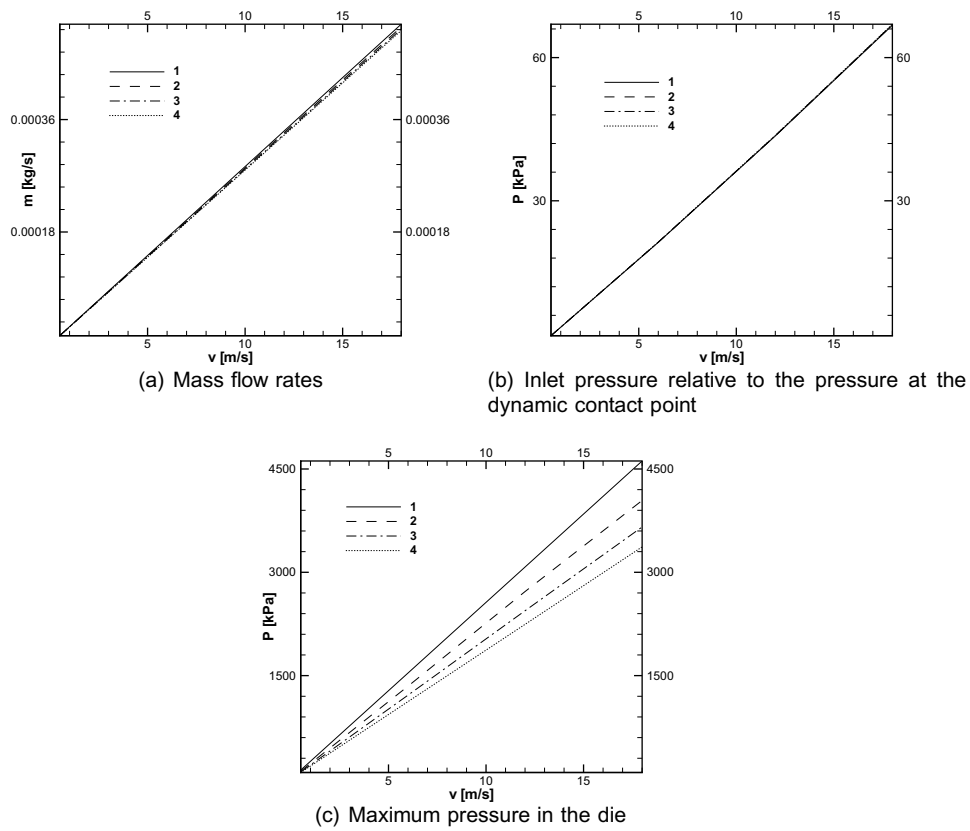 5 10 15
1
2
3
4
0.00036
0.00036
m [kg/s]
0.00018
0.00018
5 10 15
v [m/s]
(a) Mass flow rates
5 10 15
60
60
1
2
3
4
P [kPa]
30
30
5 10 15
v [m/s]
(b) Inlet pressure relative to the pressure at the
dynamic contact point
5 10 15
4500
4500
1
2
3
4
P [kPa]
3000
3000
1500
1500
5 10 15
v [m/s]
(c) Maximum pressure in the die